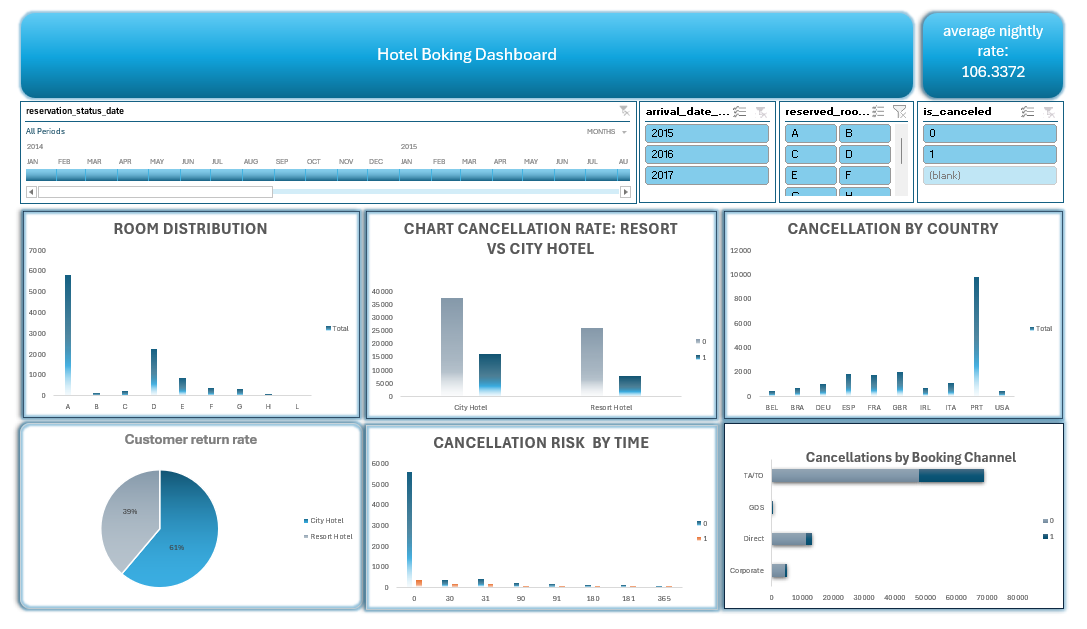 Hotel Boking Dashboard
average nightly
rate:
106.3372
reservation_status_date
All Periods
MONTHS
2014
2015
JAN FEB MAR APR MAY JUN JUL AUG SEP OCT NOV DEC JAN FEB MAR APR MAY JUN JUL AU
arrival_date_...
2015
2016
2017
reserved_roo...
A B
C D
E F
G H
is_canceled
0
1
(blank)
ROOM DISTRIBUTION
7000
6000
5000
4000
3000
2000
1000
0
A B C D E F G H L
Total
CHART CANCELLATION RATE: RESORT
VS CITY HOTEL
40000
35000
30000
25000
20000
15000
10000
5000
0
City Hotel Resort Hotel
0
1
CANCELLATION BY COUNTRY
12000
10000
8000
6000
4000
2000
0
BEL BRA DEU ESP FRA GBR IRL ITA PRT USA
Total
Customer return rate
39%
61%
City Hotel
Resort Hotel
CANCELLATION RISK BY TIME
6000
5000
4000
3000
2000
1000
0
0 30 31 90 91 180 181 365
0
1
Cancellations by Booking Channel
TA/TO
GDS
Direct
Corporate
0 10000 20000 30000 40000 50000 60000 70000 80000
0
1